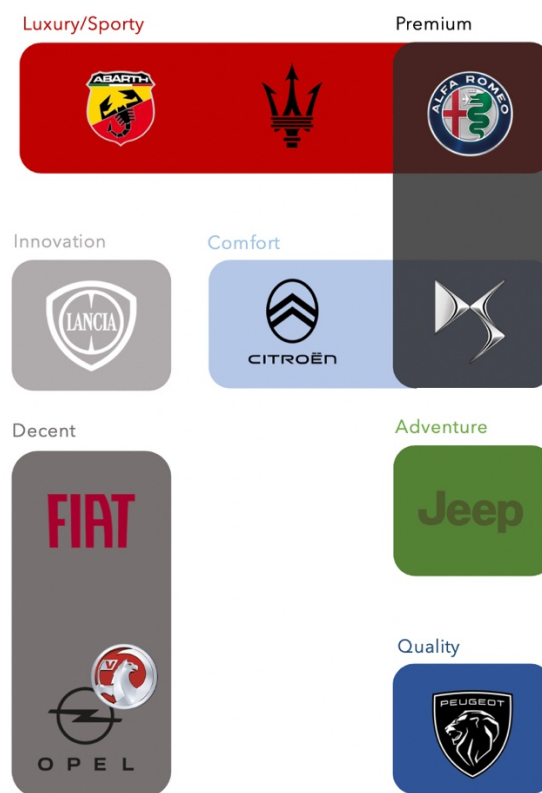 Luxury/Sporty
Premium
ABARTH
ALFA ROMEO
Innovation
Comfort
LANCIA
CITROËN
Decent
Adventure
FIAT
Jeep
Quality
V
PEUGEOT
OPEL